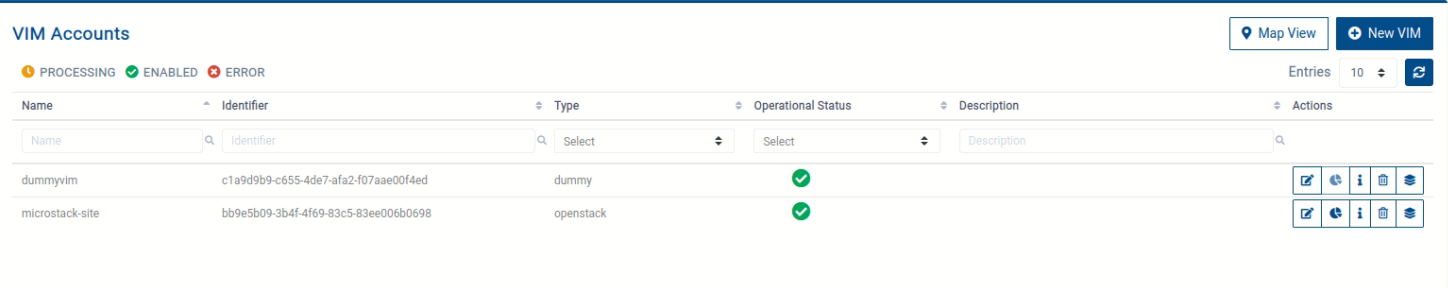 VIM Accounts
Map View
New VIM
PROCESSING ENABLED ERROR
Entries 10
Name Identifier Type Operational Status Description Actions
Name Identifier Select Select Description
dummyvim c1a9d9b9-c655-4de7-afa2-f07aae00f4ed dummy
microstack-site bb9e5b09-3b4f-4f69-83c5-83ee006b0698 openstack